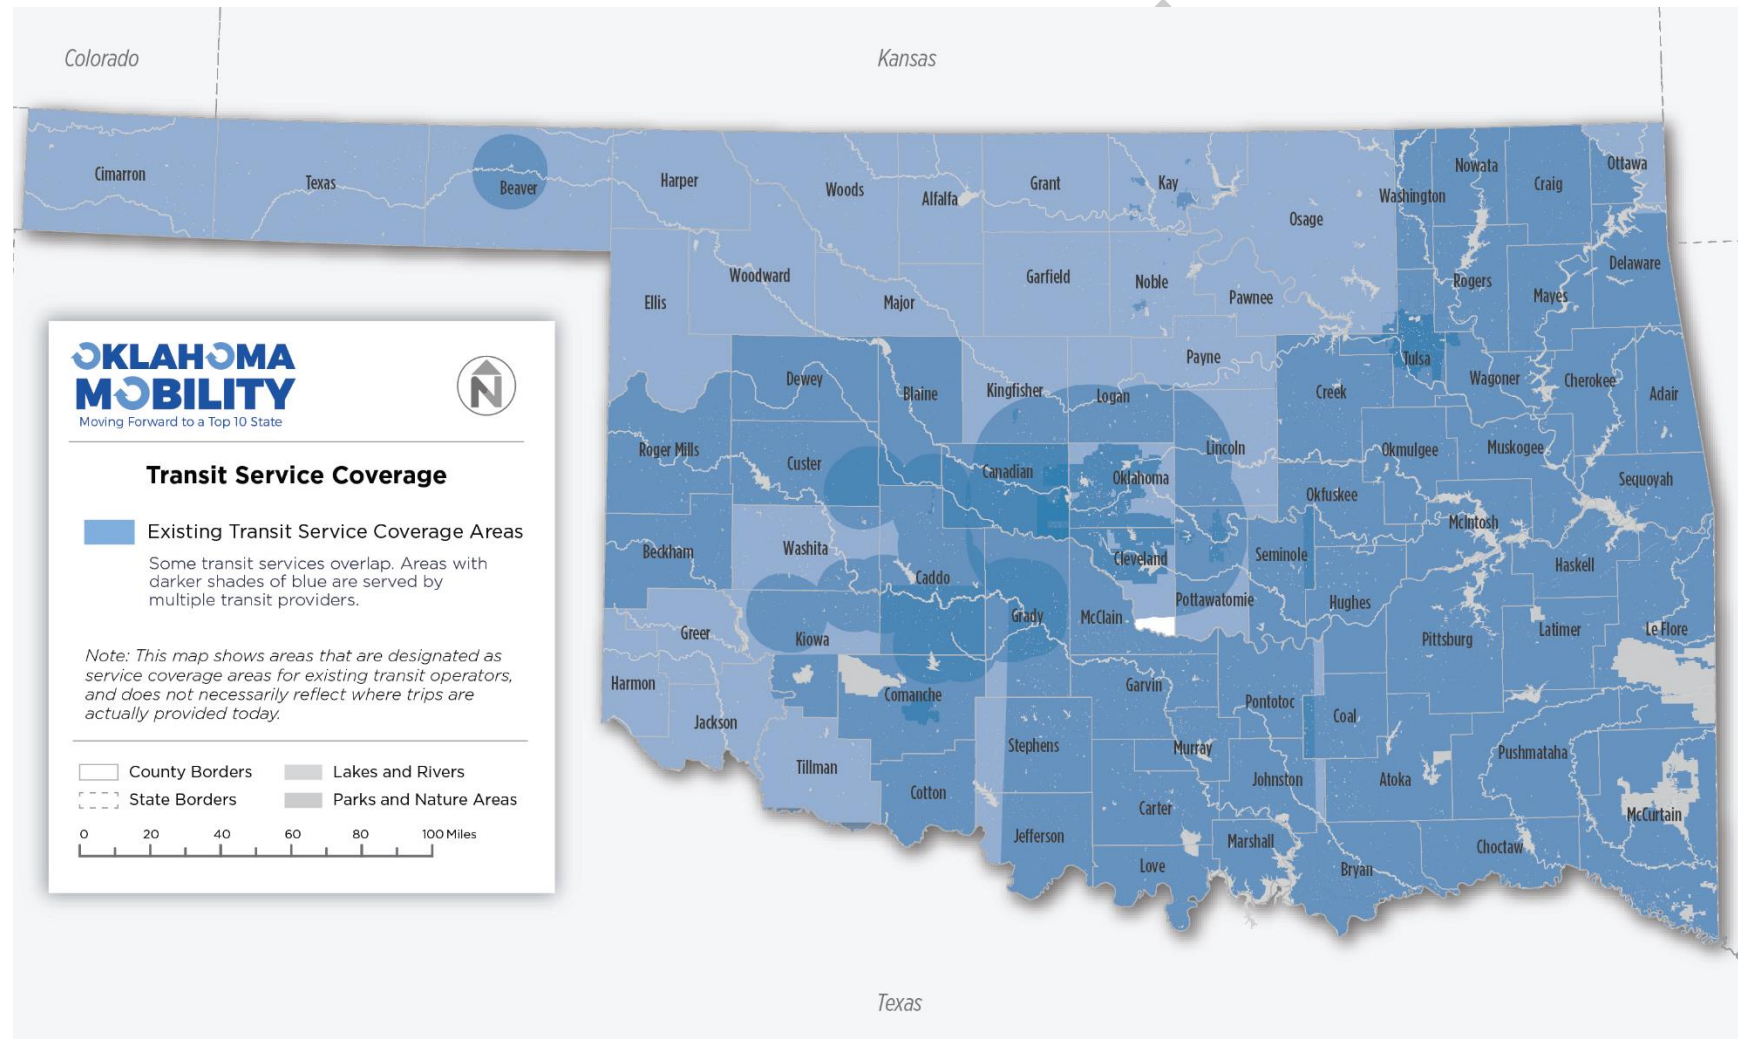 Colorado
Kansas
Cimarron
Texas
Beaver
Harper
Woods
Alfalfa
Grant
Kay
Osage
Washington
Nowata
Craig
Ottawa
Ellis
Woodward
Major
Garfield
Noble
Pawnee
Rogers
Mayes
Delaware
Dewey
Blaine
Kingfisher
Logan
Payne
Creek
Tulsa
Wagoner
Cherokee
Adair
Roger Mills
Custer
Canadian
Oklahoma
Lincoln
Okmulgee
Muskogee
Sequoyah
Okfuskee
McIntosh
Beckham
Washita
Caddo
Cleveland
Seminole
Haskell
Greer
Kiowa
Grady
McClain
Pottawatomie
Hughes
Pittsburg
Latimer
Le Flore
Harmon
Jackson
Comanche
Garvin
Pontotoc
Coal
Tillman
Stephens
Murray
Johnston
Atoka
Pushmataha
Cotton
Carter
McCurtain
Jefferson
Love
Marshall
Bryan
Choctaw
Texas
OKLAHOMA
MOBILITY
Moving Forward to a Top 10 State
N
Transit Service Coverage
Existing Transit Service Coverage Areas
Some transit services overlap. Areas with
darker shades of blue are served by
multiple transit providers.
Note: This map shows areas that are designated as
service coverage areas for existing transit operators,
and does not necessarily reflect where trips are
actually provided today.
County Borders
Lakes and Rivers
State Borders
Parks and Nature Areas
0 20 40 60 80 100 Miles